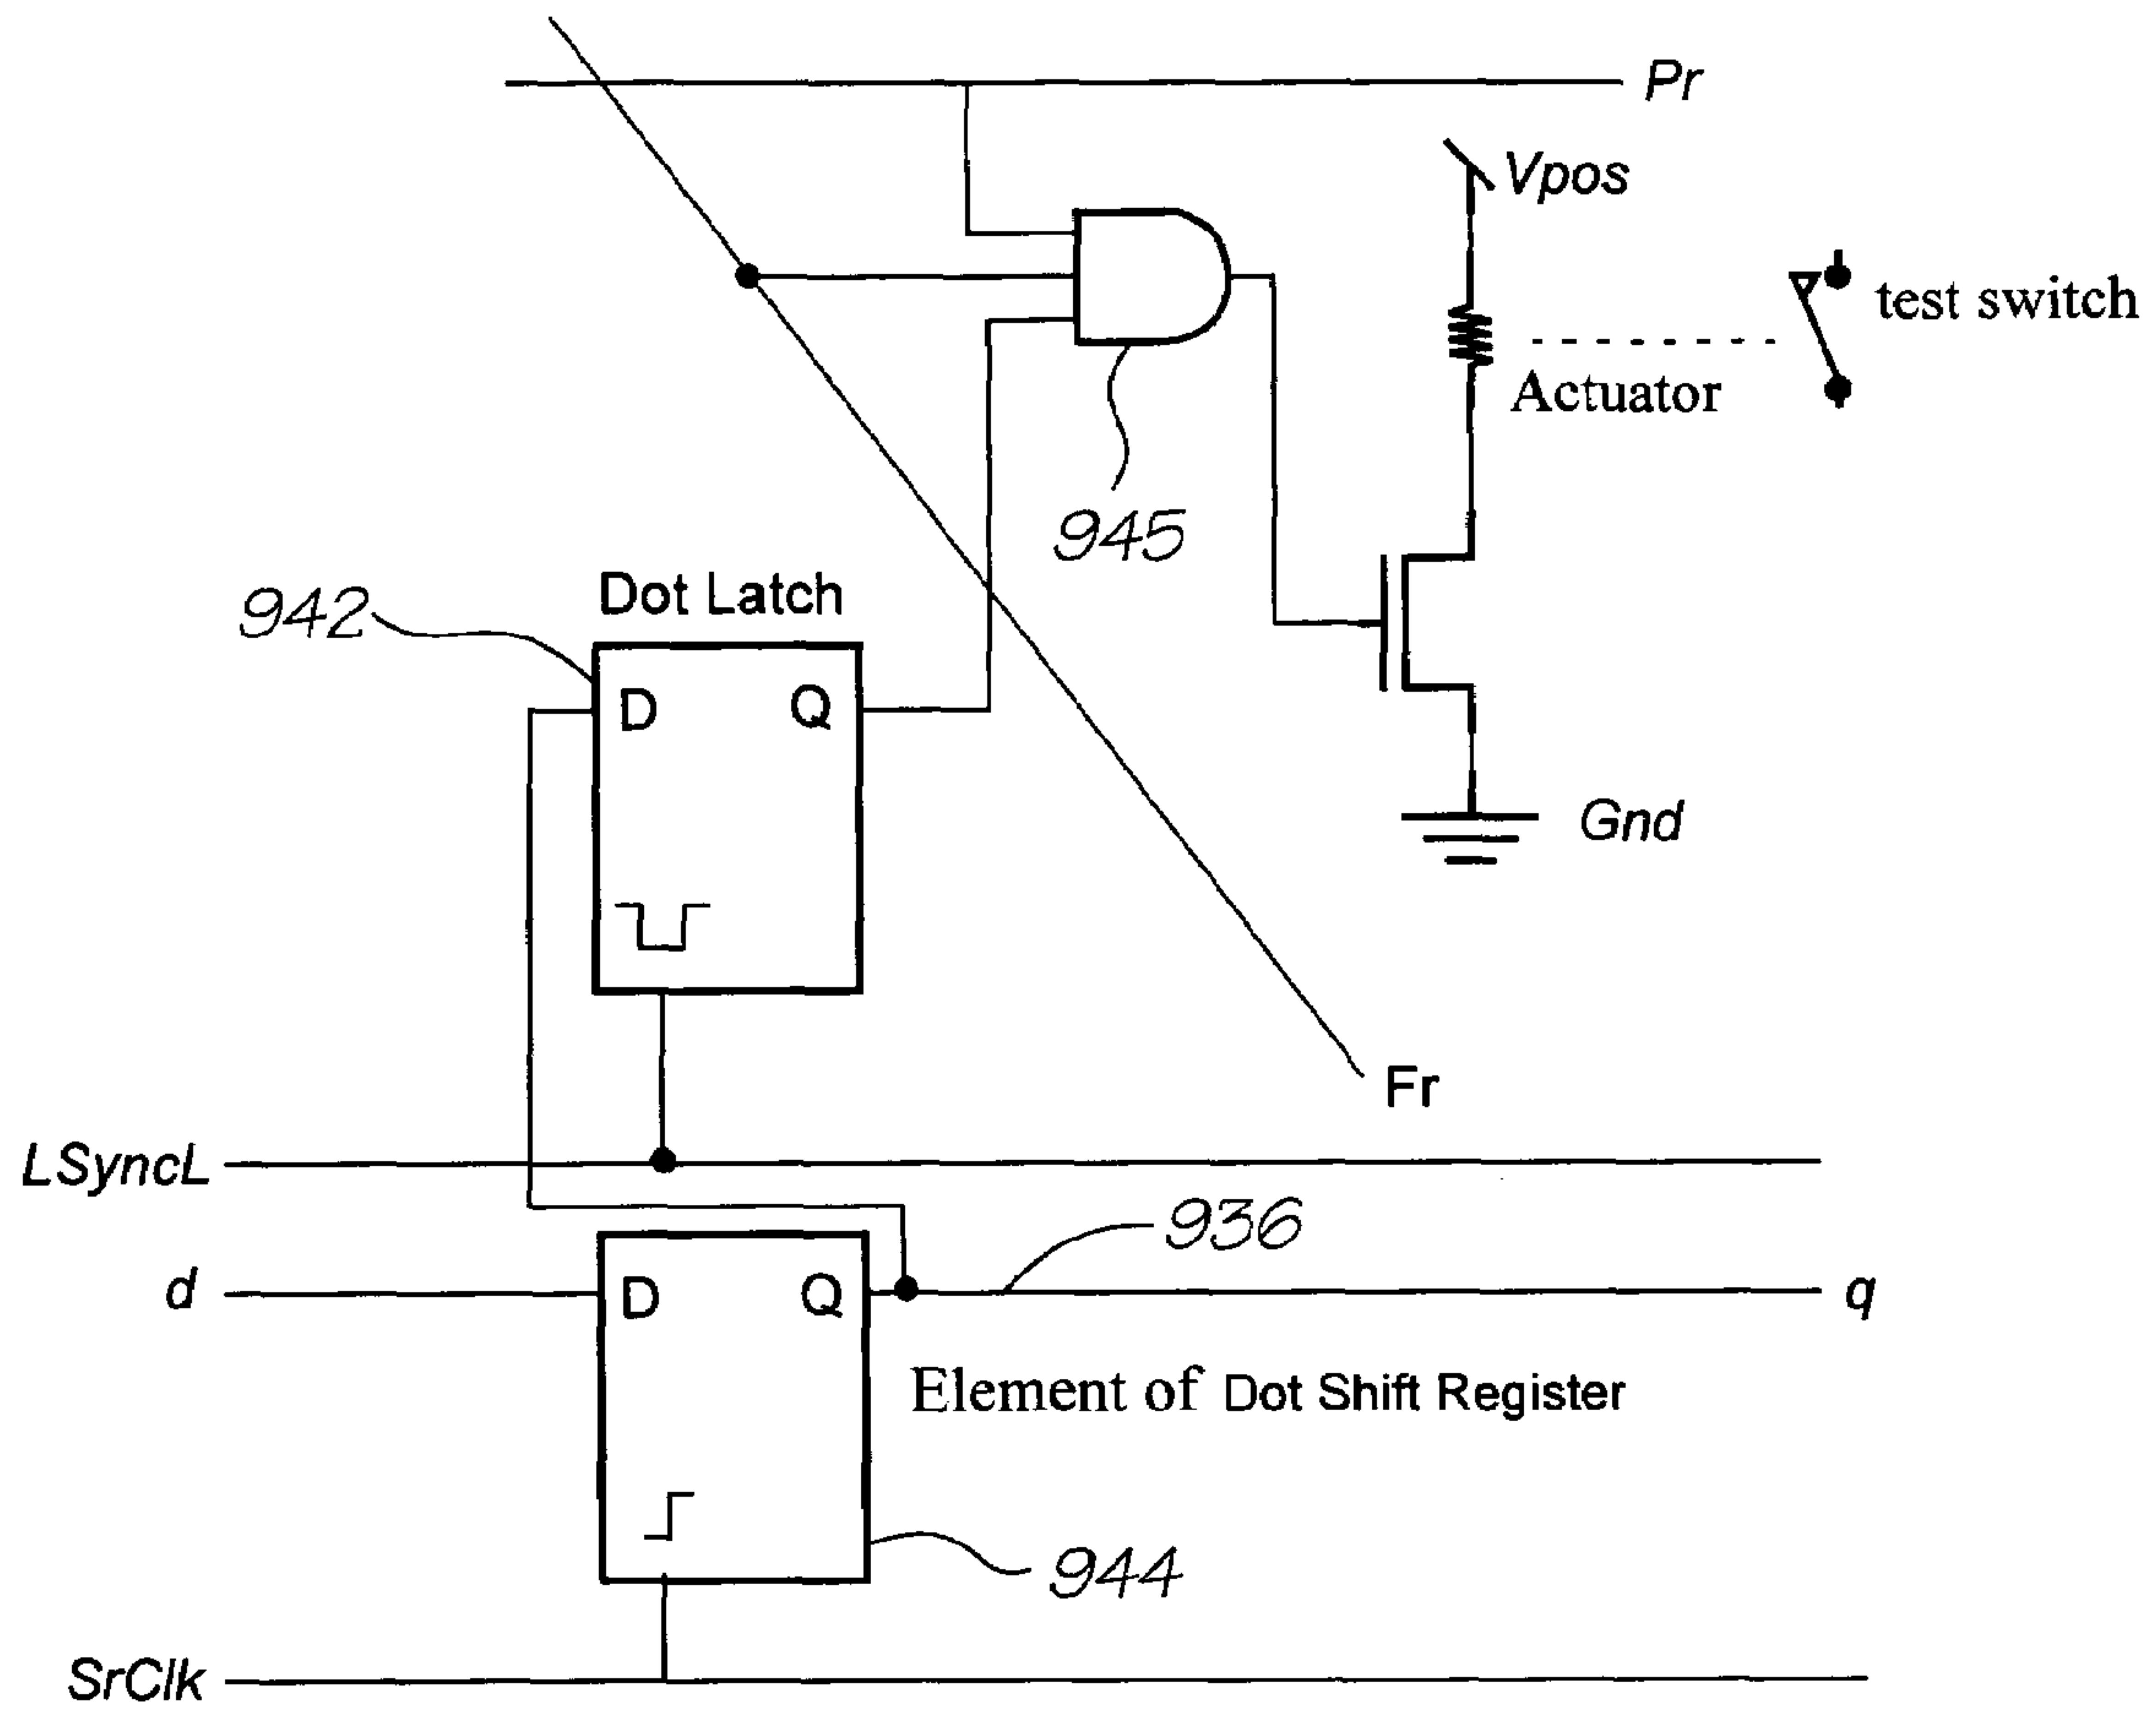 Pr
Vpos
test switch
Actuator
945
942
Dot Latch
D Q
Gnd
Fr
LSyncL
936
d
D Q
q
Element of Dot Shift Register
944
SrClk